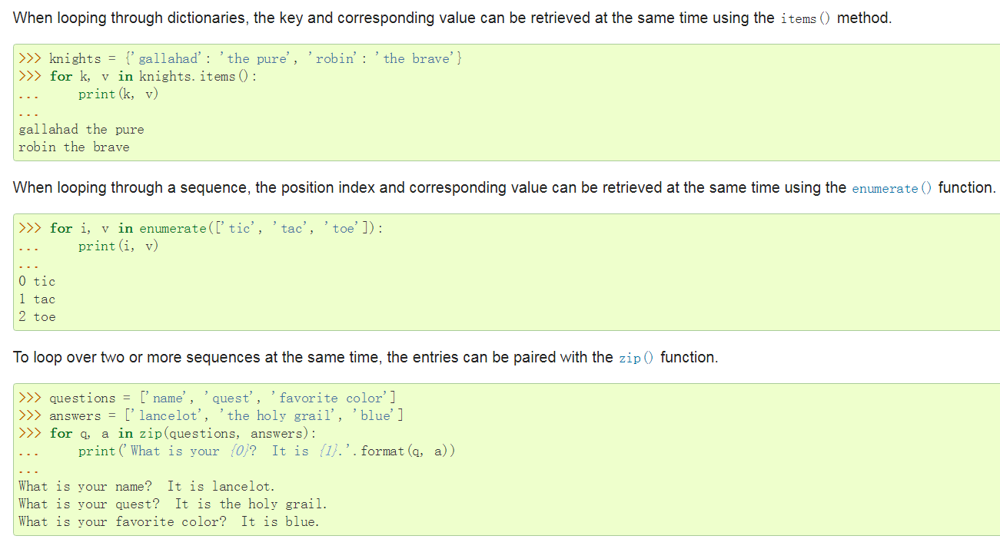 When looping through dictionaries, the key and corresponding value can be retrieved at the same time using the items() method.
>>> knights = {'gallahad': 'the pure', 'robin': 'the brave'}
>>> for k, v in knights.items():
...     print(k, v)
...
gallahad the pure
robin the brave
When looping through a sequence, the position index and corresponding value can be retrieved at the same time using the enumerate() function.
>>> for i, v in enumerate(['tic', 'tac', 'toe']):
...     print(i, v)
...
0 tic
1 tac
2 toe
To loop over two or more sequences at the same time, the entries can be paired with the zip() function.
>>> questions = ['name', 'quest', 'favorite color']
>>> answers = ['lancelot', 'the holy grail', 'blue']
>>> for q, a in zip(questions, answers):
...     print('What is your {0}?  It is {1}.'.format(q, a))
...
What is your name?  It is lancelot.
What is your quest?  It is the holy grail.
What is your favorite color?  It is blue.